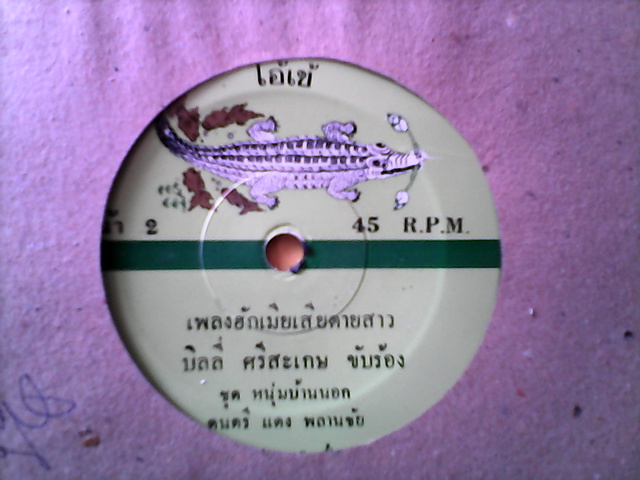 ไอ้เข้
2
45 R.P.M.
เพลงฮักเมียเสียดายสาว
บิลลี่ ศรีสะเกษ ขับร้อง
ชุด หนุ่มบ้านนอก
ดนตรี แดง พลานชัย